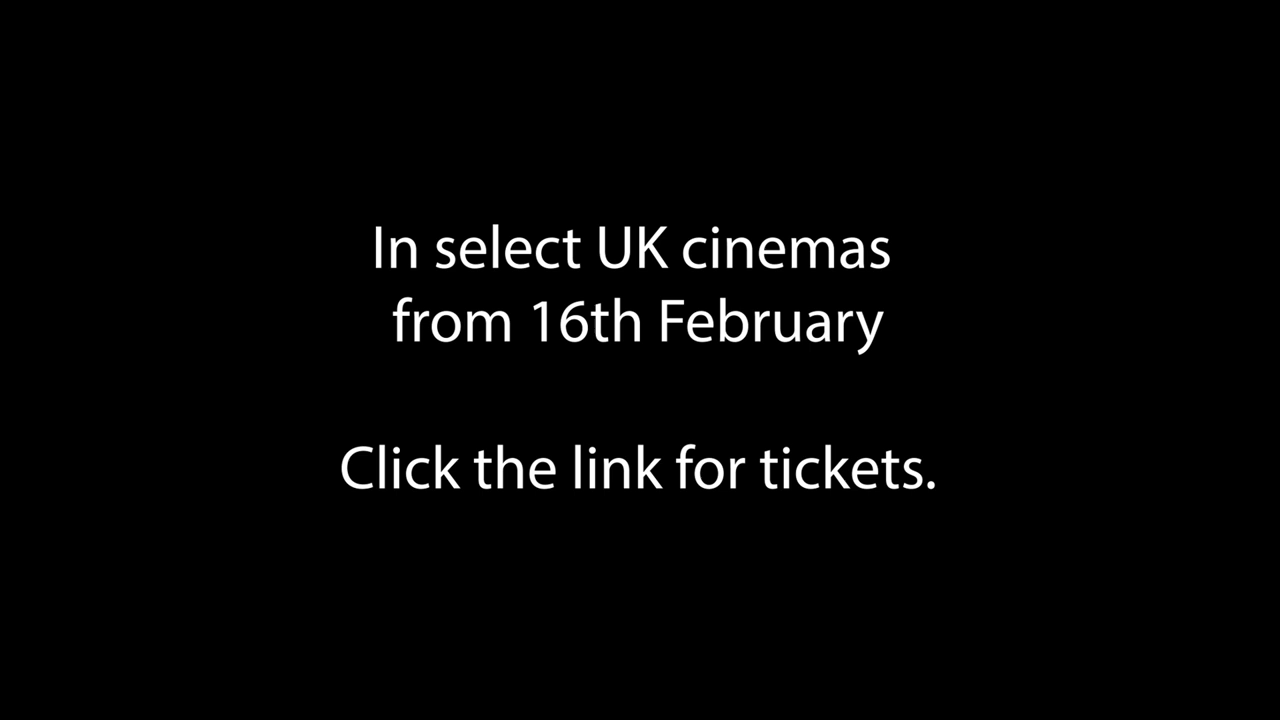 In select UK cinemas
from 16th February
Click the link for tickets.